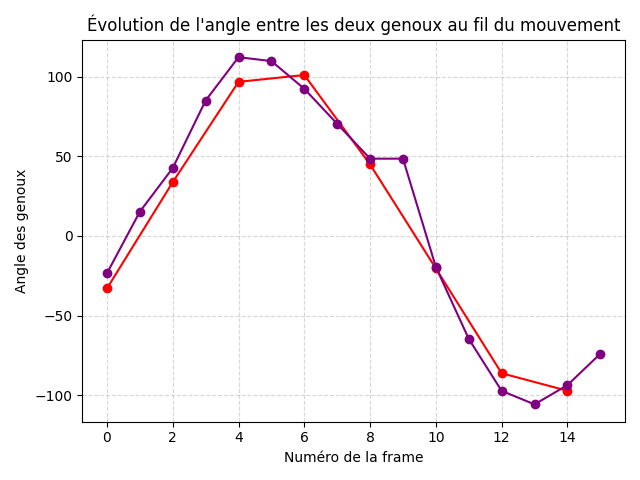 Évolution de l'angle entre les deux genoux au fil du mouvement
Angle des genoux
100
50
0
−50
−100
0 2 4 6 8 10 12 14
Numéro de la frame